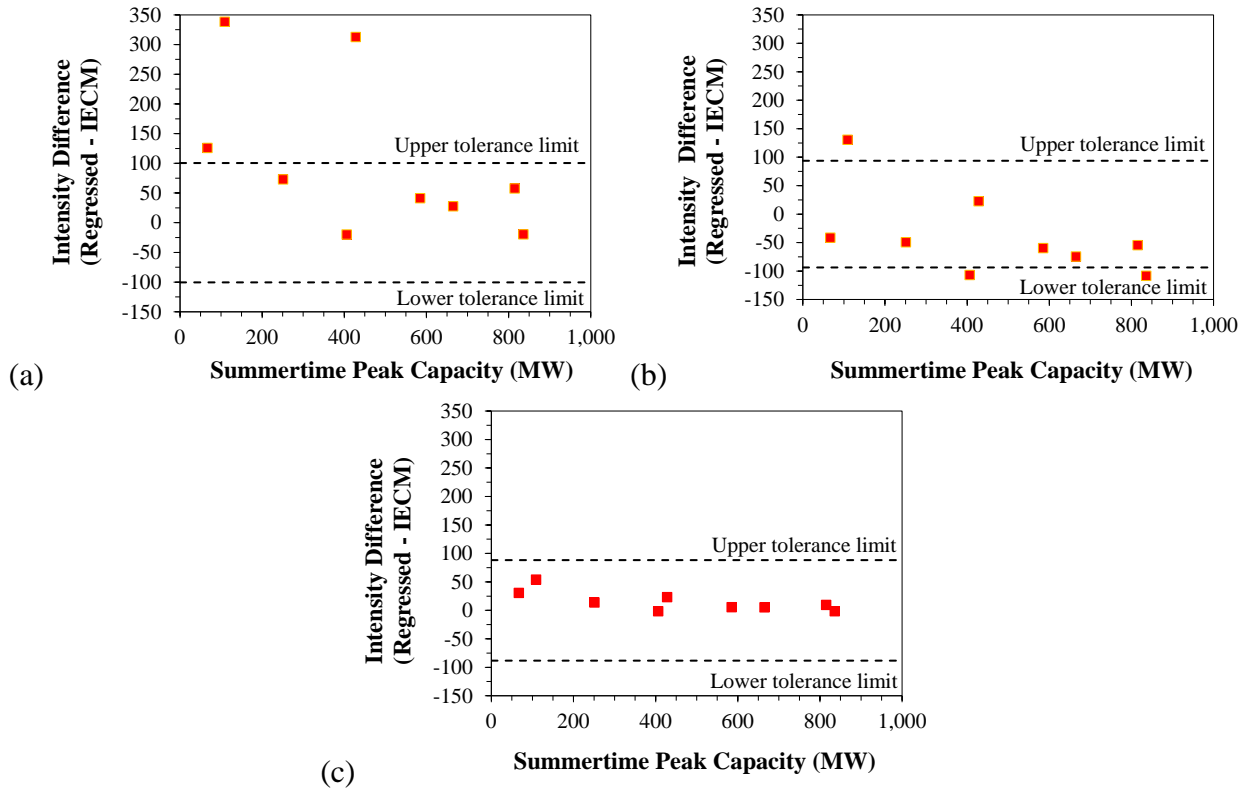 Intensity Difference
(Regressed - IECM)
350
300
250
200
150
100
50
0
-50
-100
-150
Upper tolerance limit
Lower tolerance limit
0
200
400
600
800
1,000
Summertime Peak Capacity (MW)
(a)
Intensity Difference
(Regressed - IECM)
350
300
250
200
150
100
50
0
-50
-100
-150
Upper tolerance limit
Lower tolerance limit
0
200
400
600
800
1,000
Summertime Peak Capacity (MW)
(b)
Intensity Difference
(Regressed - IECM)
350
300
250
200
150
100
50
0
-50
-100
-150
Upper tolerance limit
Lower tolerance limit
0
200
400
600
800
1,000
Summertime Peak Capacity (MW)
(c)